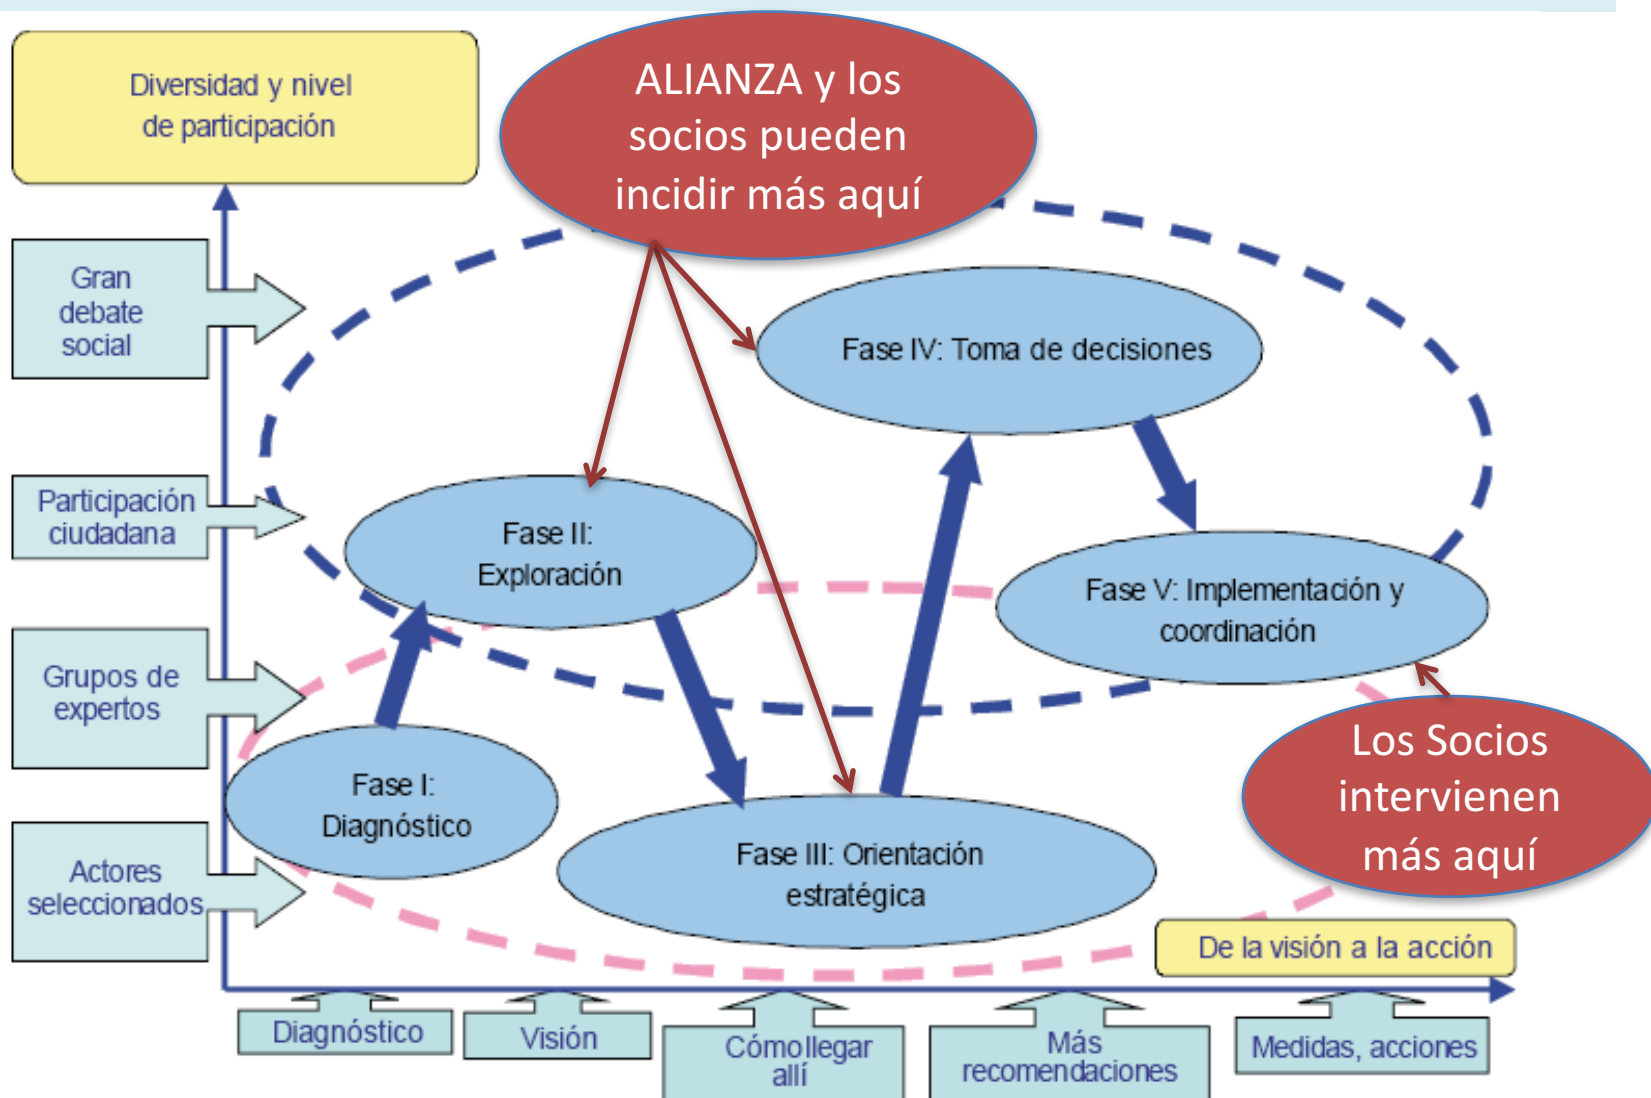 Diversidad y nivel
de participación
ALIANZA y los
socios pueden
incidir más aquí
Gran
debate
social
Fase IV: Toma de decisiones
Participación
ciudadana
Fase II:
Exploración
Fase V: Implementación y
coordinación
Grupos de
expertos
Los Socios
intervienen
más aquí
Fase I:
Diagnóstico
Fase III: Orientación
estratégica
Actores
seleccionados
De la visión a la acción
Diagnóstico
Visión
Cómo llegar
allí
Más
recomendaciones
Medidas, acciones